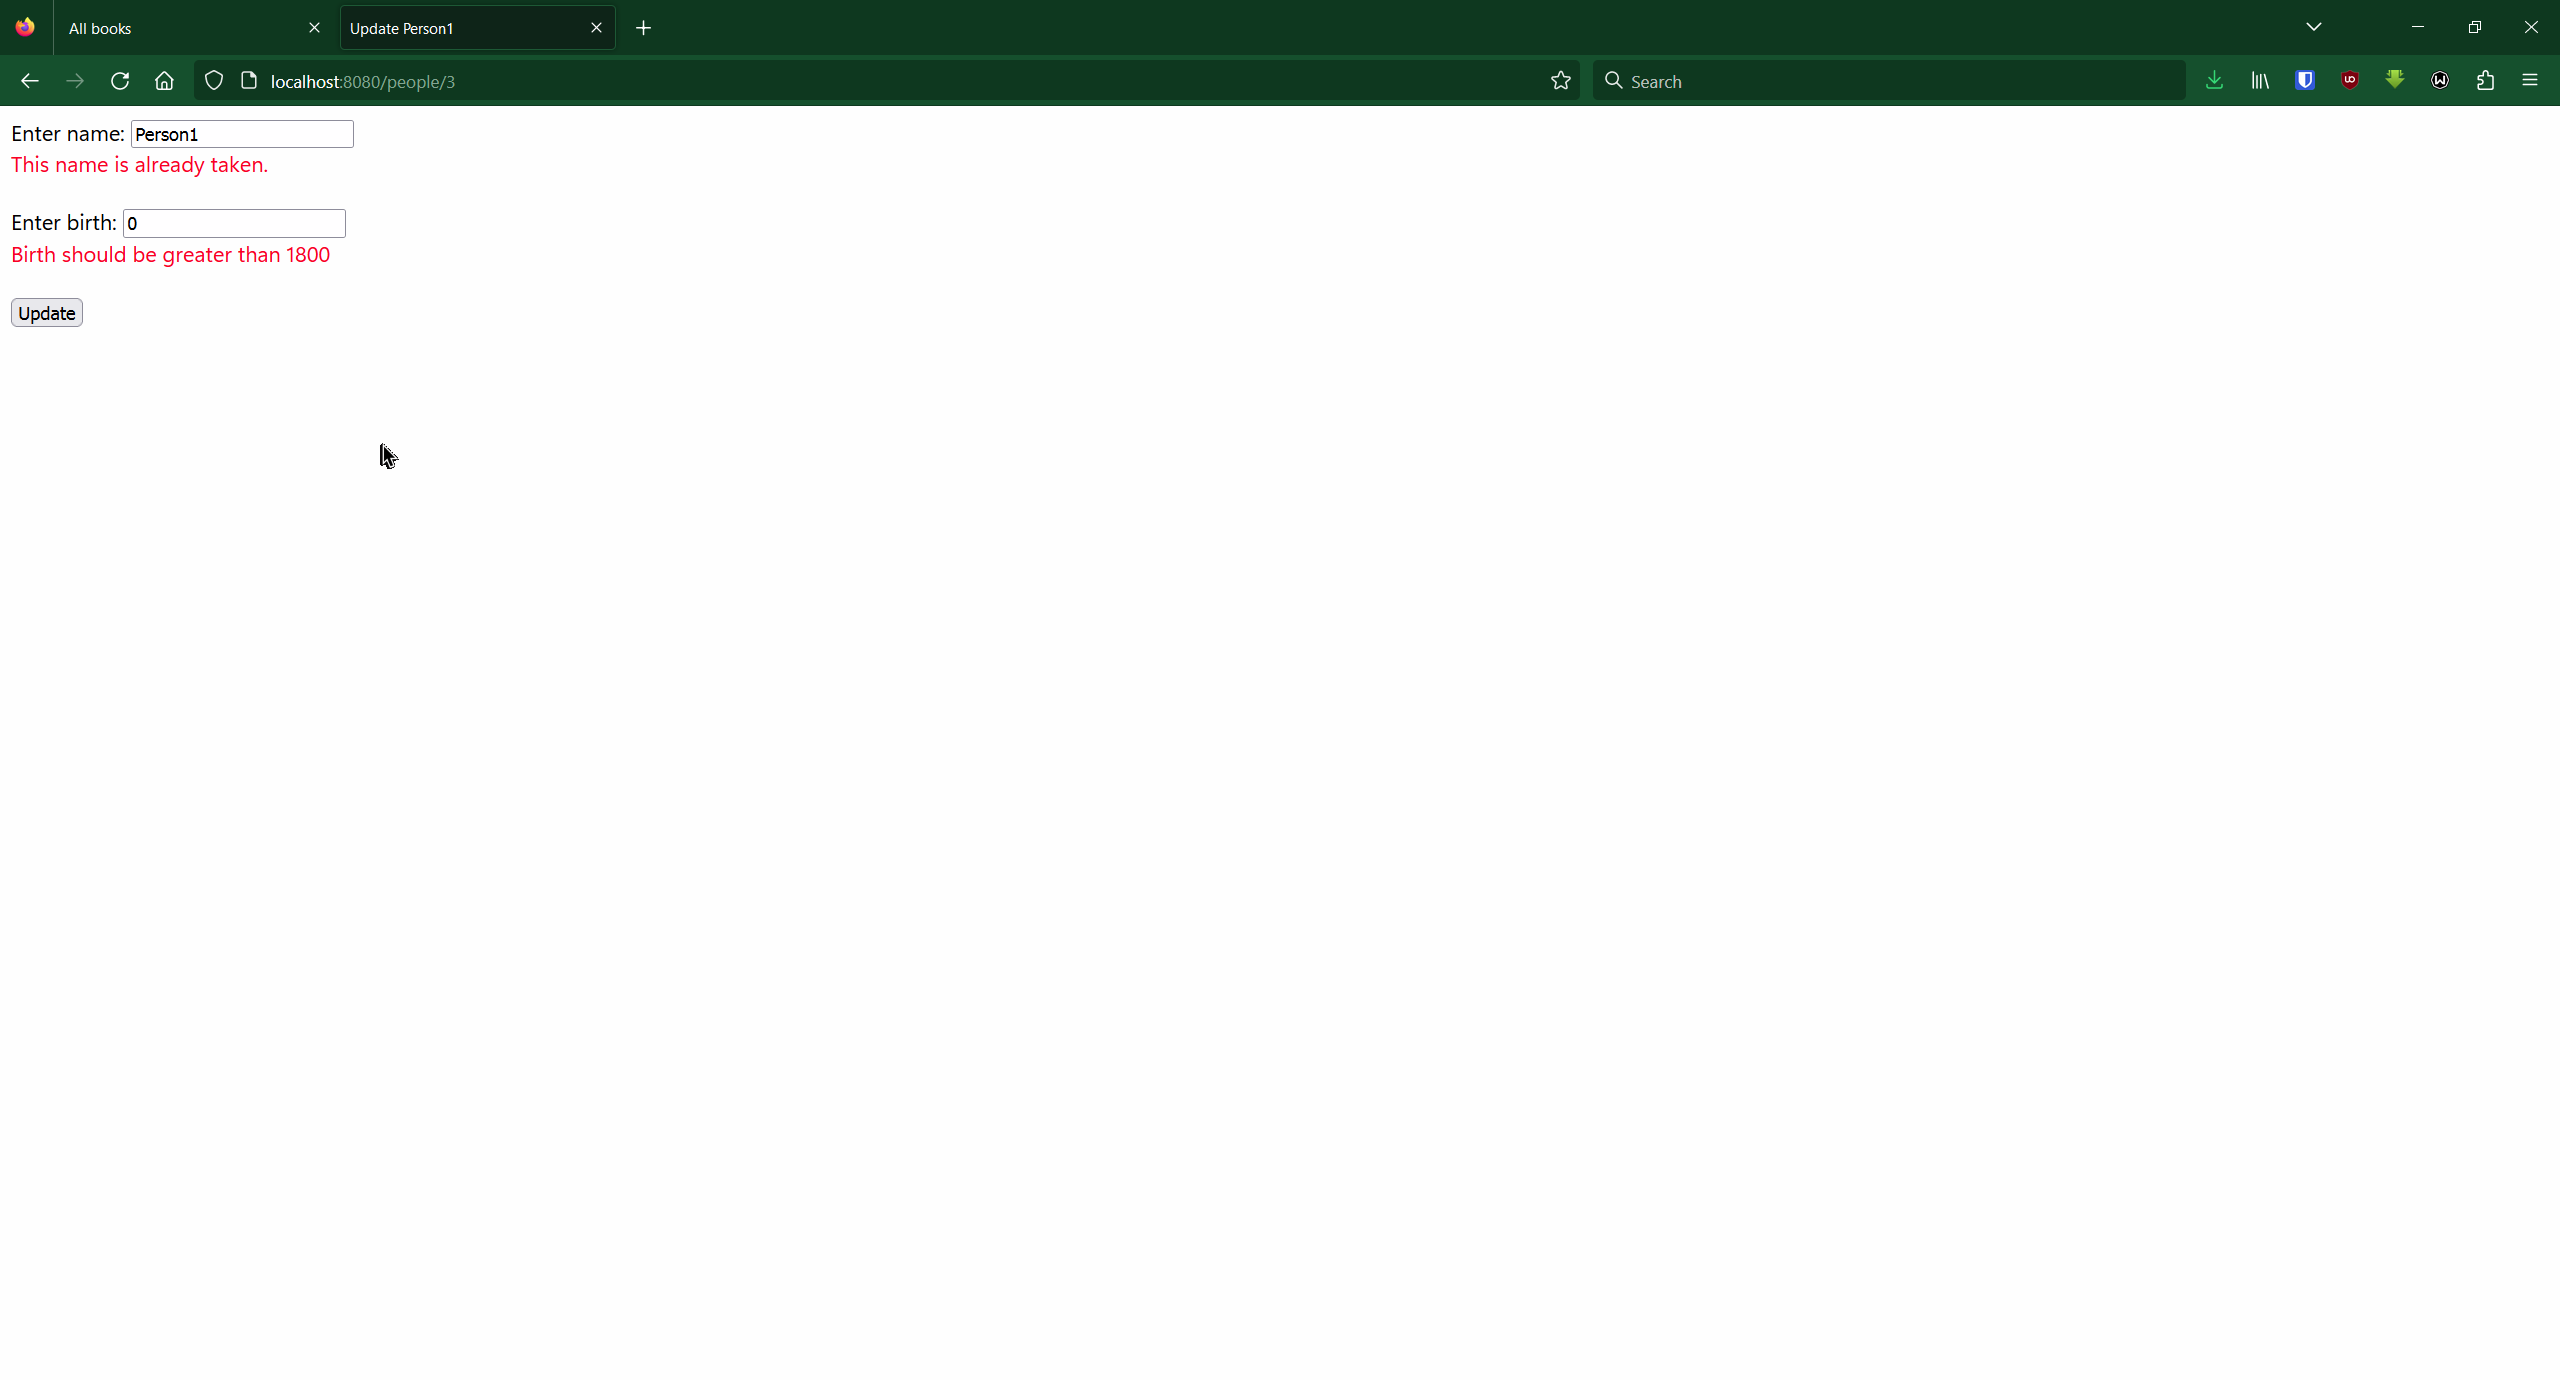 All books
Update Person1
localhost:8080/people/3
Search
Enter name: Person1
This name is already taken.
Enter birth: 0
Birth should be greater than 1800
Update